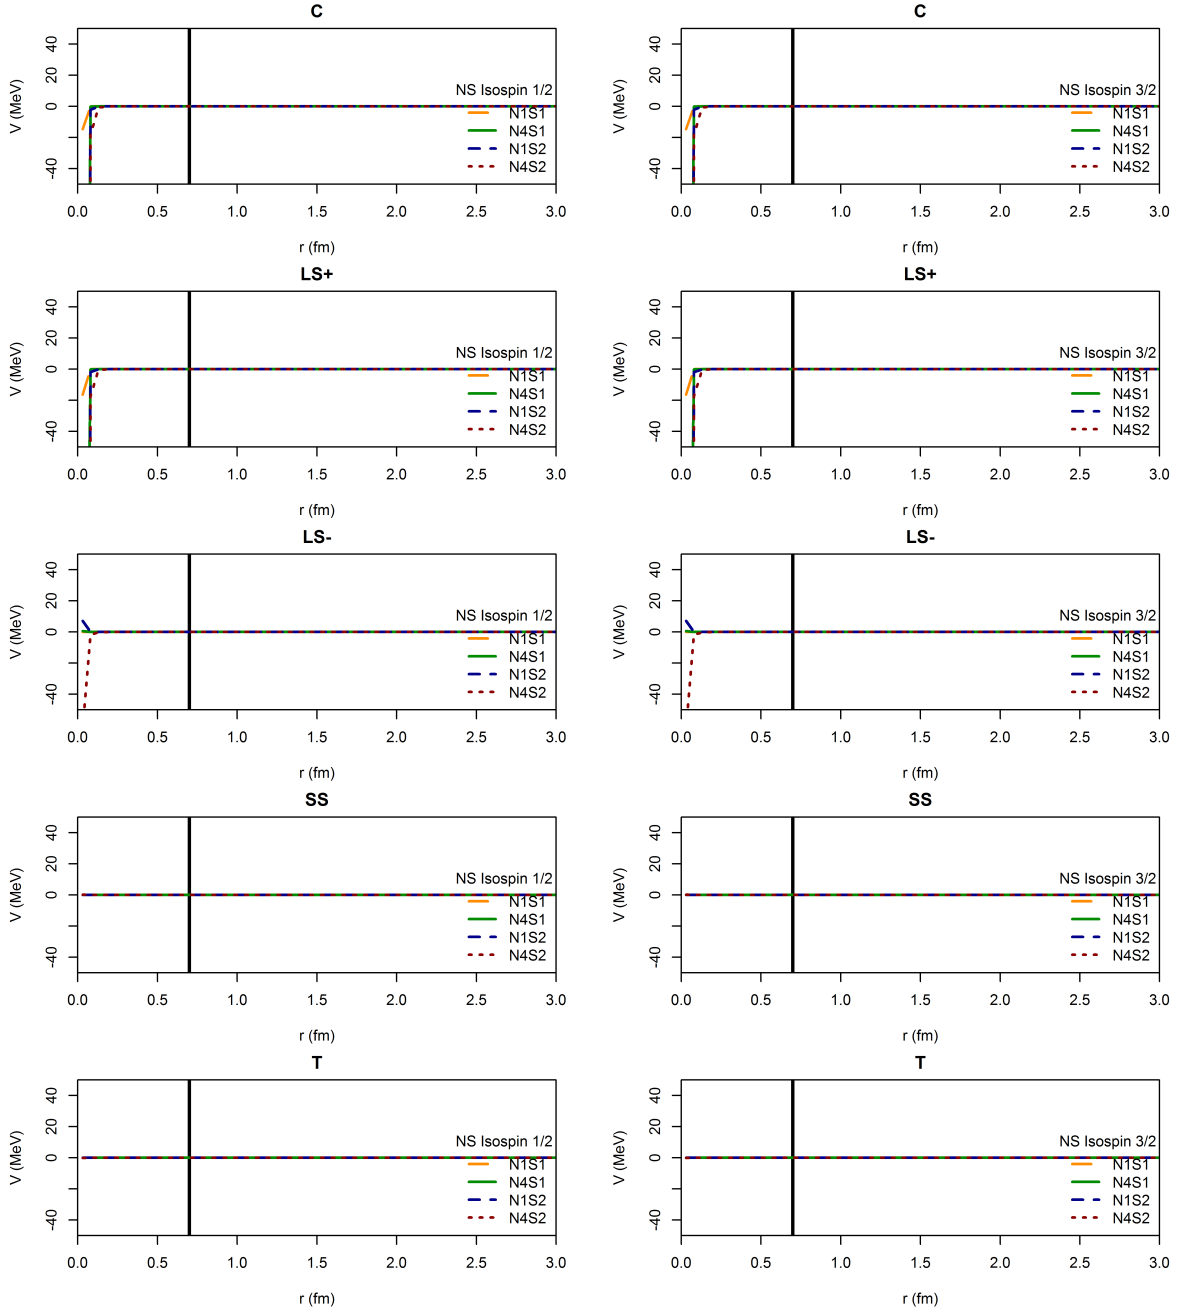 C
V (MeV)
40
20
0
-40
NS Isospin 1/2
N1S1
N4S1
N1S2
N4S2
0.0 0.5 1.0 1.5 2.0 2.5 3.0
r (fm)
C
V (MeV)
40
20
0
-40
NS Isospin 3/2
N1S1
N4S1
N1S2
N4S2
0.0 0.5 1.0 1.5 2.0 2.5 3.0
r (fm)
LS+
V (MeV)
40
20
0
-40
NS Isospin 1/2
N1S1
N4S1
N1S2
N4S2
0.0 0.5 1.0 1.5 2.0 2.5 3.0
r (fm)
LS+
V (MeV)
40
20
0
-40
NS Isospin 3/2
N1S1
N4S1
N1S2
N4S2
0.0 0.5 1.0 1.5 2.0 2.5 3.0
r (fm)
LS-
V (MeV)
40
20
0
-40
NS Isospin 1/2
N1S1
N4S1
N1S2
N4S2
0.0 0.5 1.0 1.5 2.0 2.5 3.0
r (fm)
LS-
V (MeV)
40
20
0
-40
NS Isospin 3/2
N1S1
N4S1
N1S2
N4S2
0.0 0.5 1.0 1.5 2.0 2.5 3.0
r (fm)
SS
V (MeV)
40
20
0
-40
NS Isospin 1/2
N1S1
N4S1
N1S2
N4S2
0.0 0.5 1.0 1.5 2.0 2.5 3.0
r (fm)
SS
V (MeV)
40
20
0
-40
NS Isospin 3/2
N1S1
N4S1
N1S2
N4S2
0.0 0.5 1.0 1.5 2.0 2.5 3.0
r (fm)
T
V (MeV)
40
20
0
-40
NS Isospin 1/2
N1S1
N4S1
N1S2
N4S2
0.0 0.5 1.0 1.5 2.0 2.5 3.0
r (fm)
T
V (MeV)
40
20
0
-40
NS Isospin 3/2
N1S1
N4S1
N1S2
N4S2
0.0 0.5 1.0 1.5 2.0 2.5 3.0
r (fm)